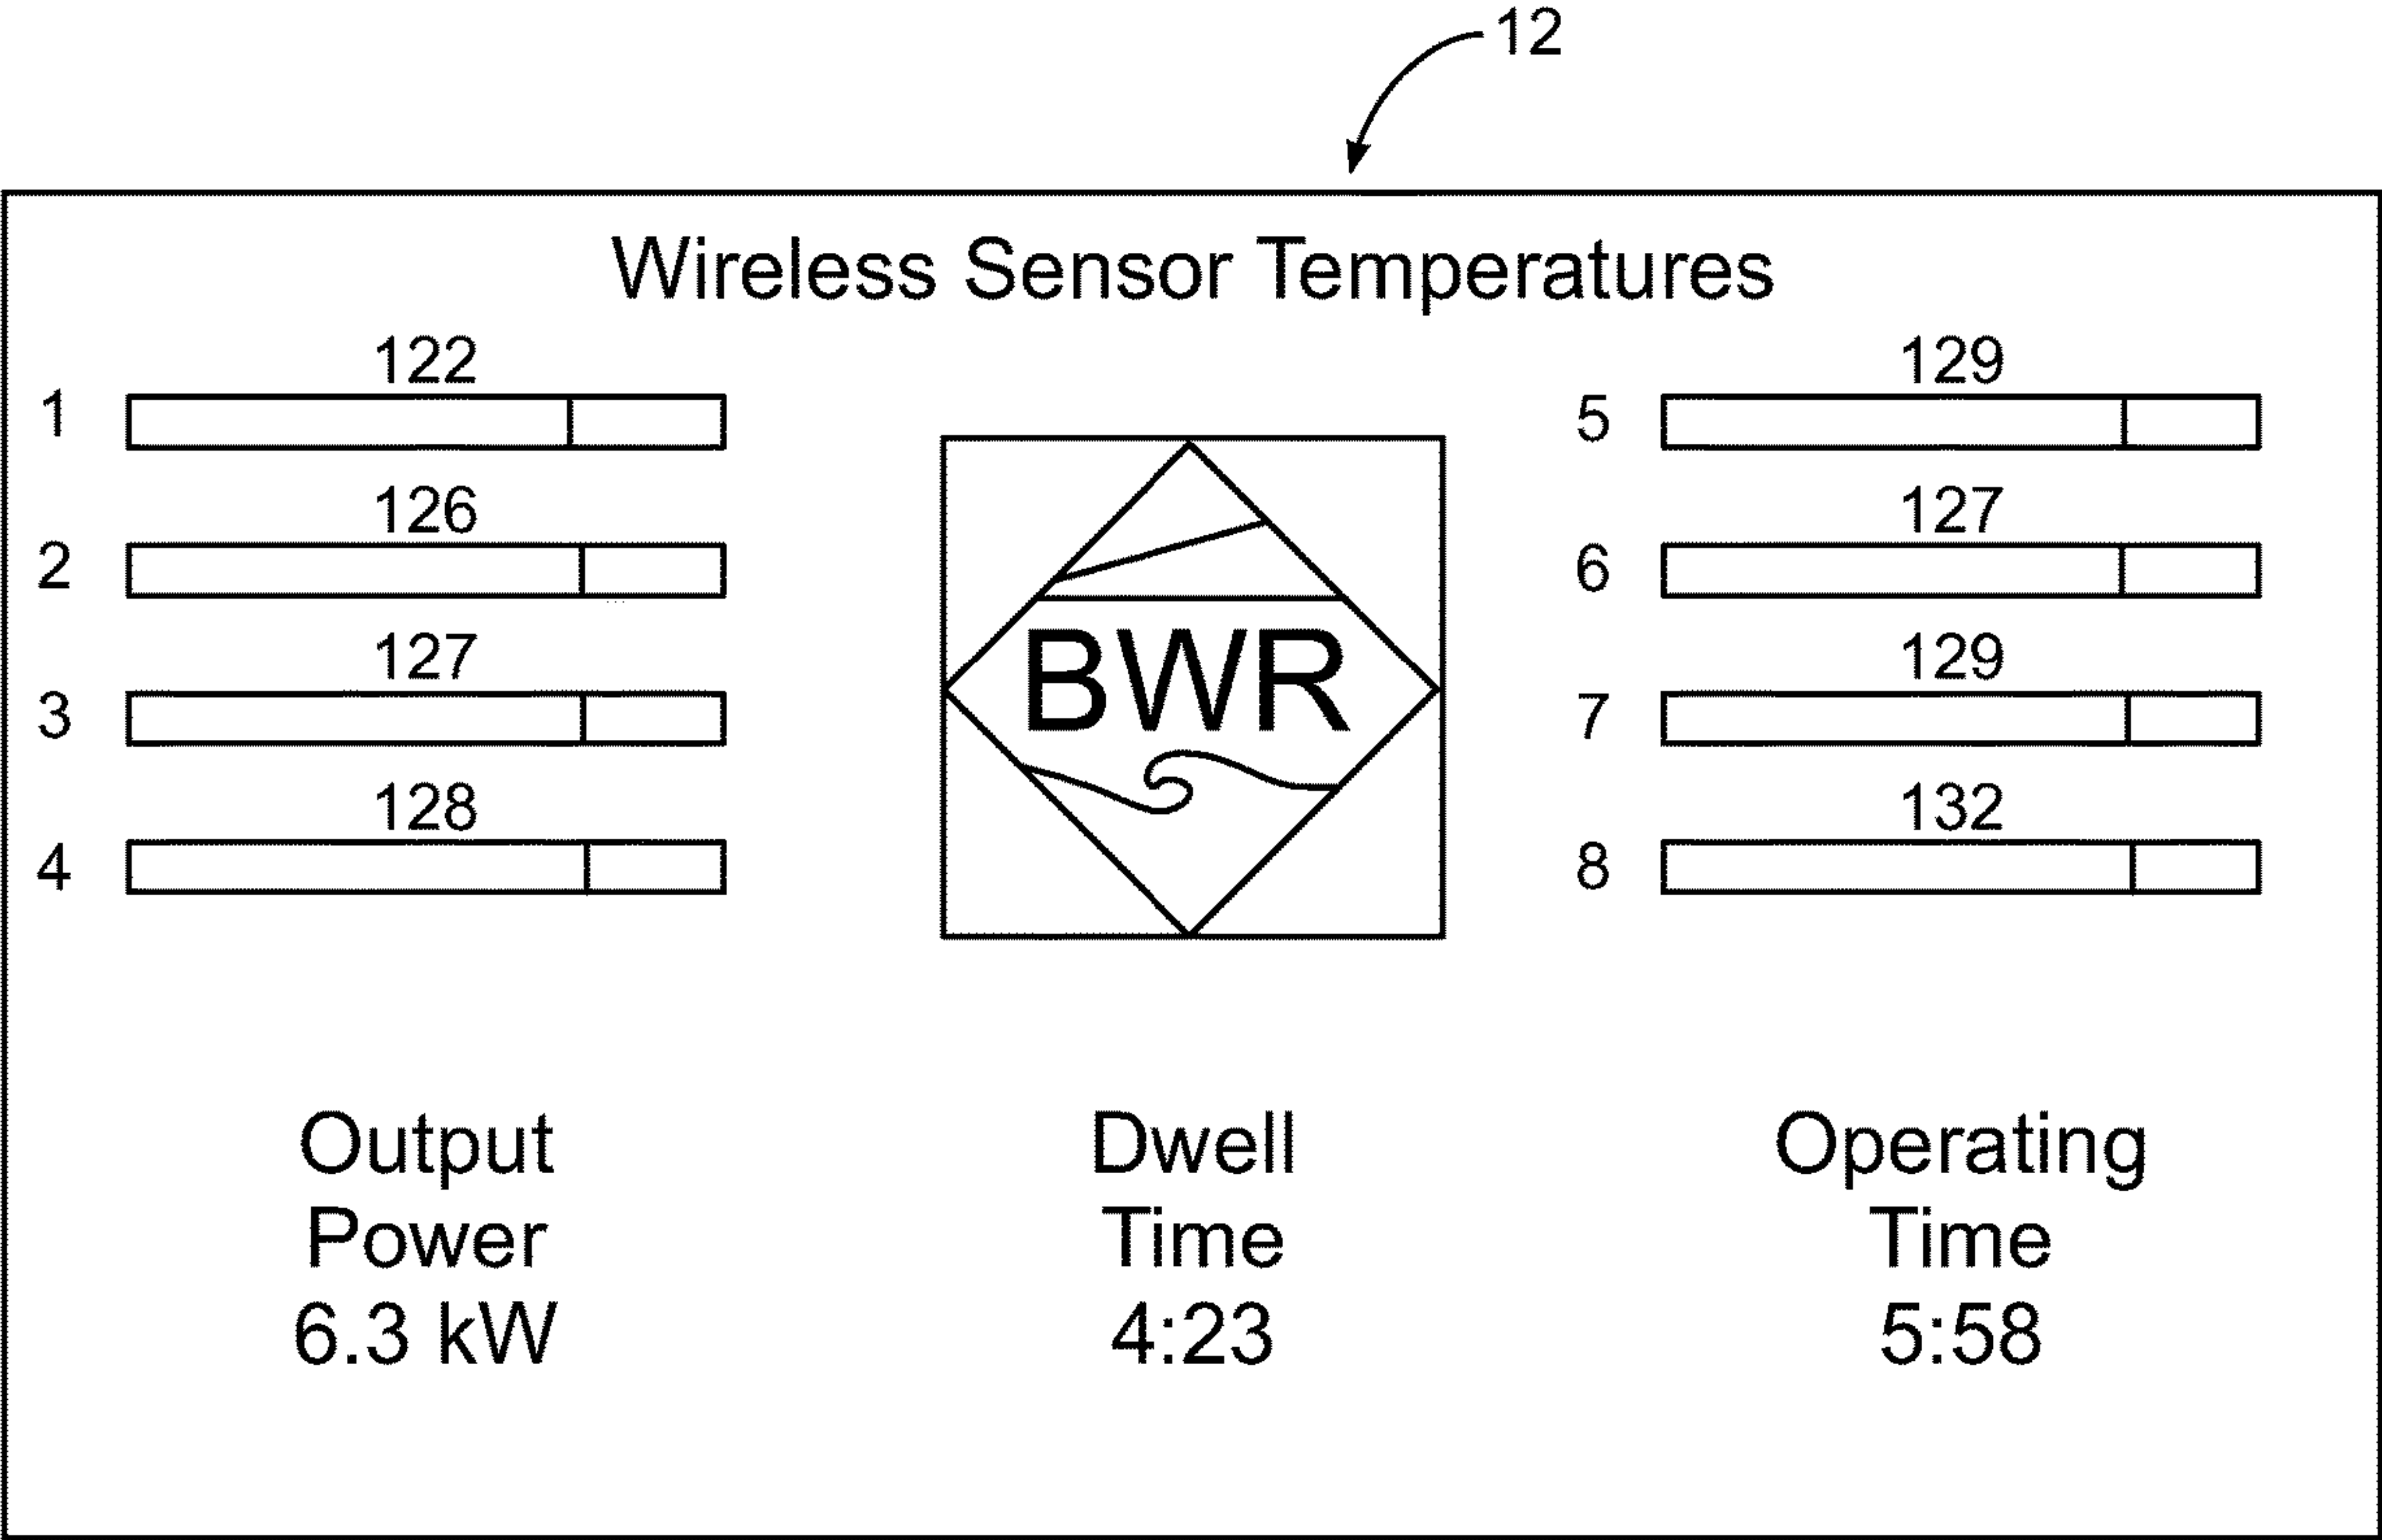 12
Wireless Sensor Temperatures
122
1
126
2
127
3
128
4
BWR
129
5
127
6
129
7
132
8
Output
Power
6.3 kW
Dwell
Time
4:23
Operating
Time
5:58